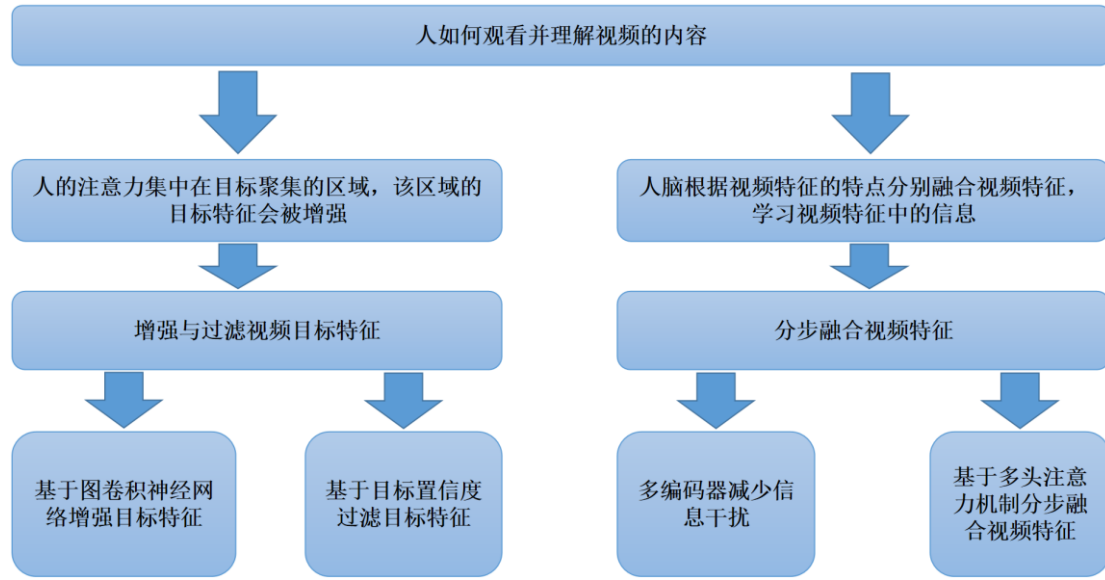 人如何观看并理解视频的内容
人的注意力集中在目标聚集的区域，该区域的
目标特征会被增强
人脑根据视频特征的特点分别融合视频特征，
学习视频特征中的信息
增强与过滤视频目标特征
分步融合视频特征
基于图卷积神经网
络增强目标特征
基于目标置信度
过滤目标特征
多编码器减少信
息干扰
基于多头注意
力机制分步融
合视频特征